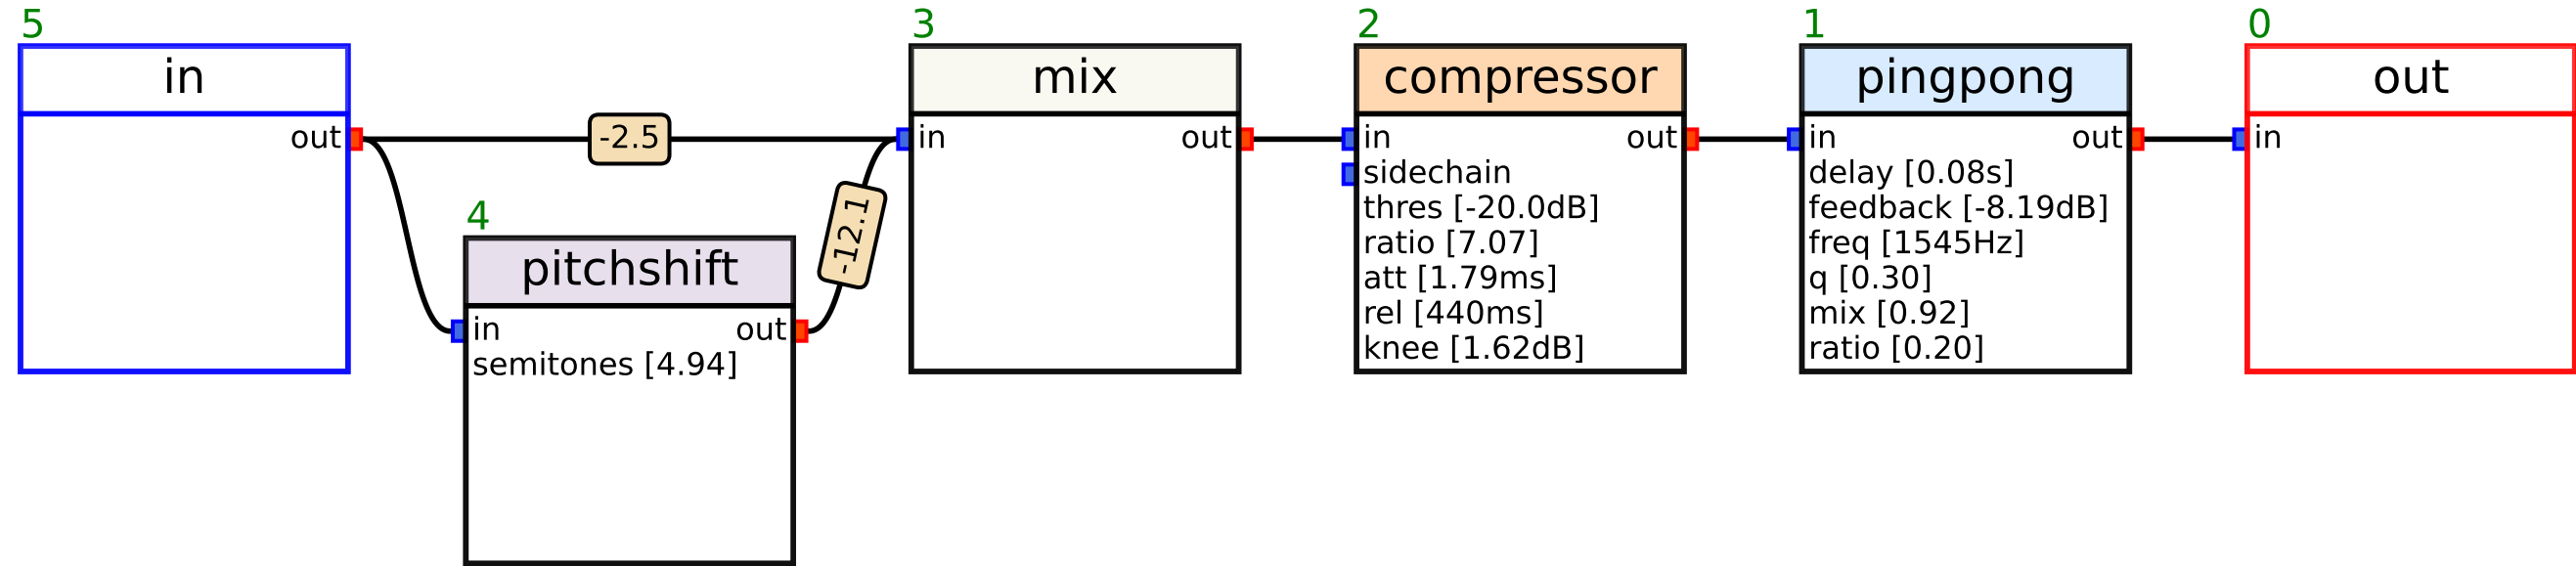 5
in
out
-2.5
4
pitchshift
in
out
semitones [4.94]
-12.1
3
mix
in
out
2
compressor
in
out
sidechain
thres [-20.0dB]
ratio [7.07]
att [1.79ms]
rel [440ms]
knee [1.62dB]
1
pingpong
in
out
delay [0.08s]
feedback [-8.19dB]
freq [1545Hz]
q [0.30]
mix [0.92]
ratio [0.20]
0
out
in